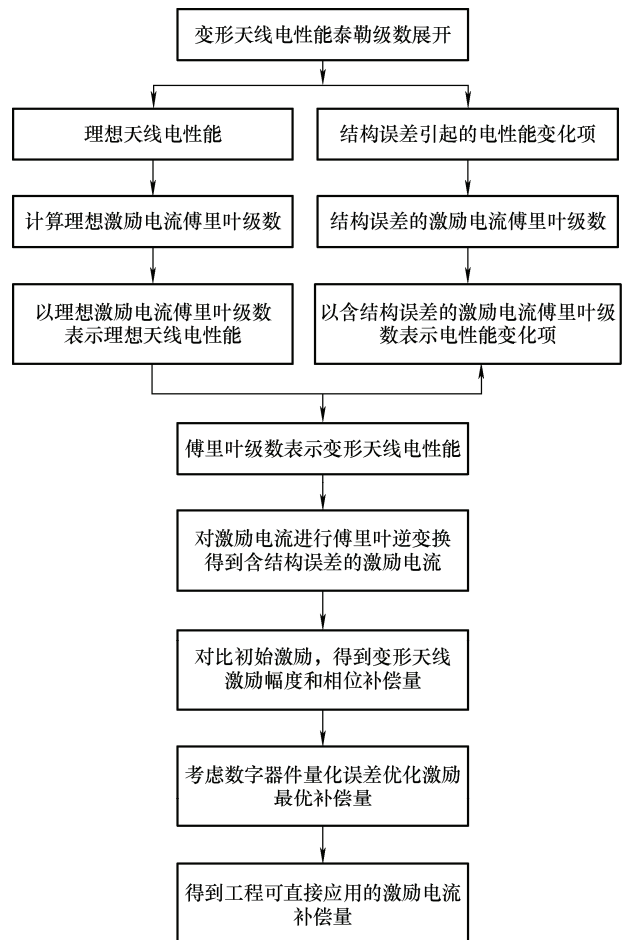 变形天线电性能泰勒级数展开
理想天线电性能
结构误差引起的电性能变化项
计算理想激励电流傅里叶级数
结构误差的激励电流傅里叶级数
以理想激励电流傅里叶级数
表示理想天线电性能
以含结构误差的激励电流傅里叶级
数表示电性能变化项
傅里叶级数表示变形天线电性能
对激励电流进行傅里叶逆变换
得到含结构误差的激励电流
对比初始激励，得到变形天线
激励幅度和相位补偿量
考虑数字器件量化误差优化激励
最优补偿量
得到工程可直接应用的激励电流
补偿量